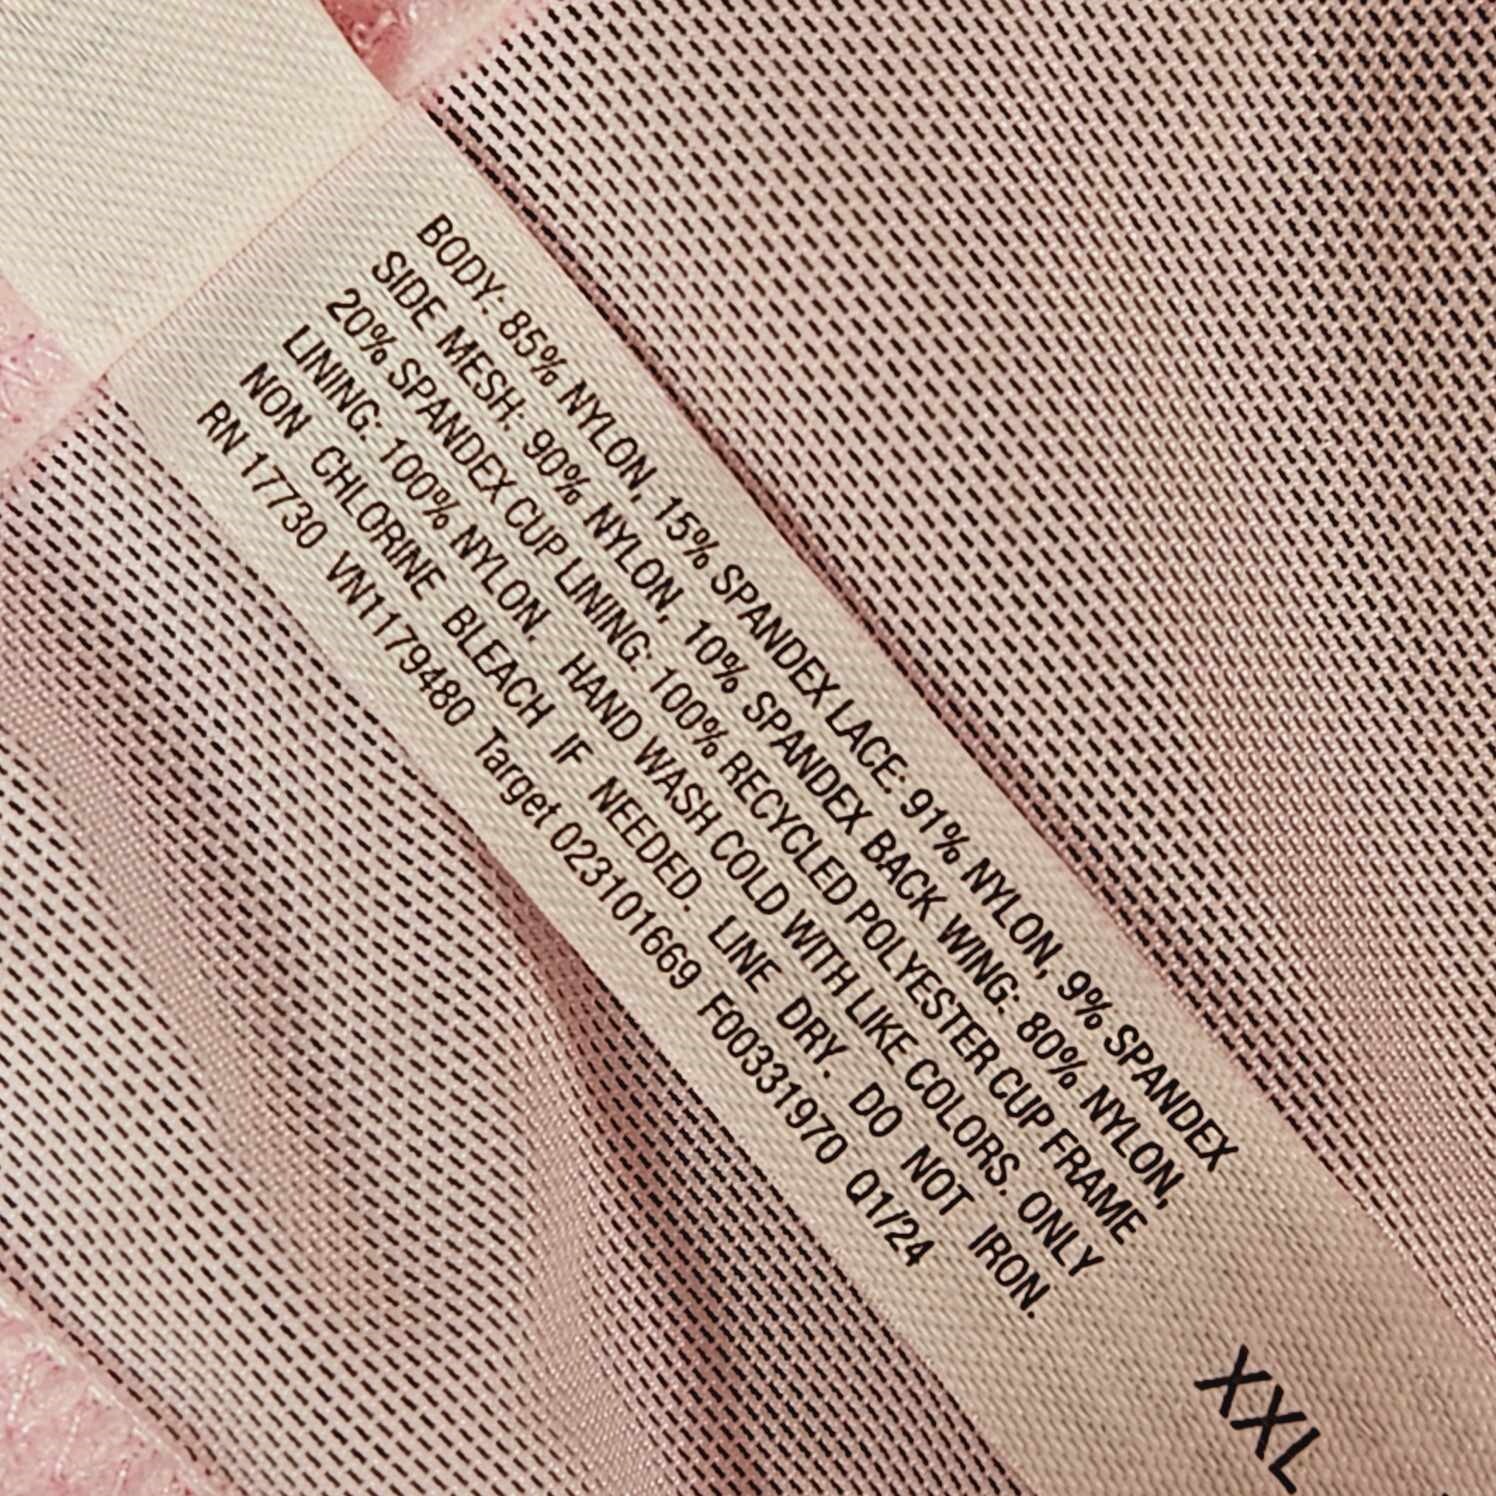 BODY: 85% NYLON, 15% SPANDEX LACE: 91% NYLON, 9% SPANDEX
SIDE MESH: 90% NYLON, 10% SPANDEX BACK WING: 80% NYLON,
20% SPANDEX CUP LINING: 100% RECYCLED POLYESTER CUP FRAME
LINING: 100% NYLON. HAND WASH COLD WITH LIKE COLORS. ONLY
NON CHLORINE BLEACH IF NEEDED. LINE DRY. DO NOT IRON.
RN 17730 VN1179480 Target 023101669 F00331970 Q1/24
XXL